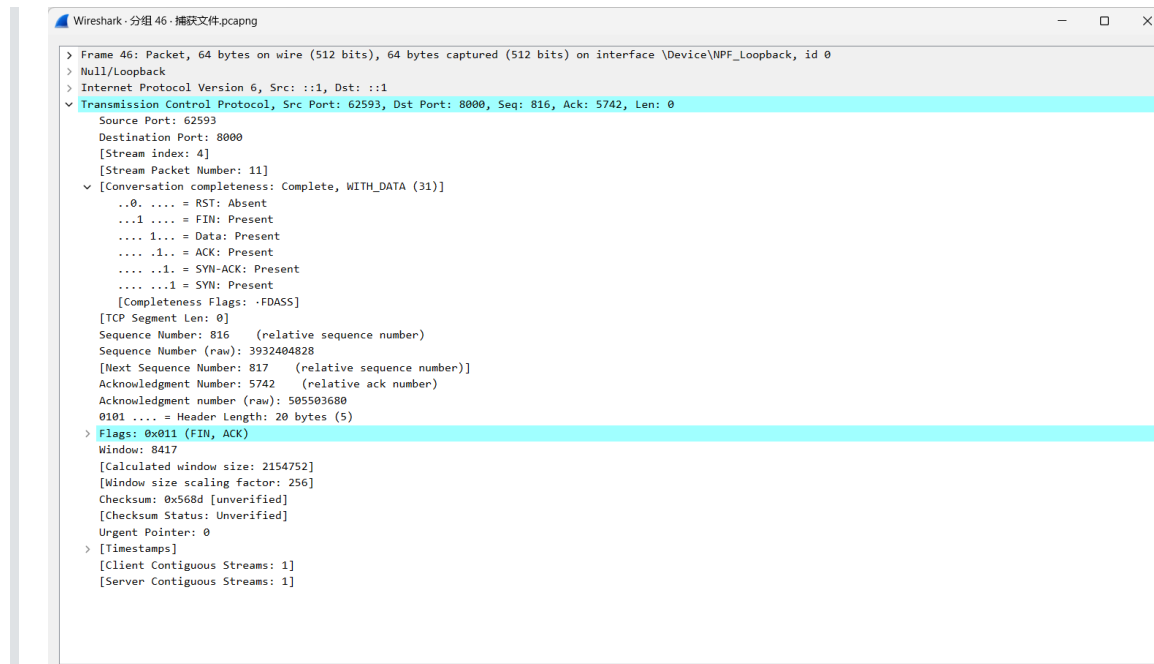 Wireshark · 分组 46 · 捕获文件.pcapng
Frame 46: Packet, 64 bytes on wire (512 bits), 64 bytes captured (512 bits) on interface \Device\NPF_Loopback, id 0
Null/Loopback
Internet Protocol Version 6, Src: ::1, Dst: ::1
Transmission Control Protocol, Src Port: 62593, Dst Port: 8000, Seq: 816, Ack: 5742, Len: 0
Source Port: 62593
Destination Port: 8000
[Stream index: 4]
[Stream Packet Number: 11]
[Conversation completeness: Complete, WITH_DATA (31)]
..0. .... = RST: Absent
...1 .... = FIN: Present
.... 1... = Data: Present
.... .1.. = ACK: Present
.... ..1. = SYN-ACK: Present
.... ...1 = SYN: Present
[Completeness Flags: ·FDASS]
[TCP Segment Len: 0]
Sequence Number: 816    (relative sequence number)
Sequence Number (raw): 3932404828
[Next Sequence Number: 817    (relative sequence number)]
Acknowledgment Number: 5742    (relative ack number)
Acknowledgment number (raw): 505503680
0101 .... = Header Length: 20 bytes (5)
Flags: 0x011 (FIN, ACK)
Window: 8417
[Calculated window size: 2154752]
[Window size scaling factor: 256]
Checksum: 0x568d [unverified]
[Checksum Status: Unverified]
Urgent Pointer: 0
[Timestamps]
[Client Contiguous Streams: 1]
[Server Contiguous Streams: 1]